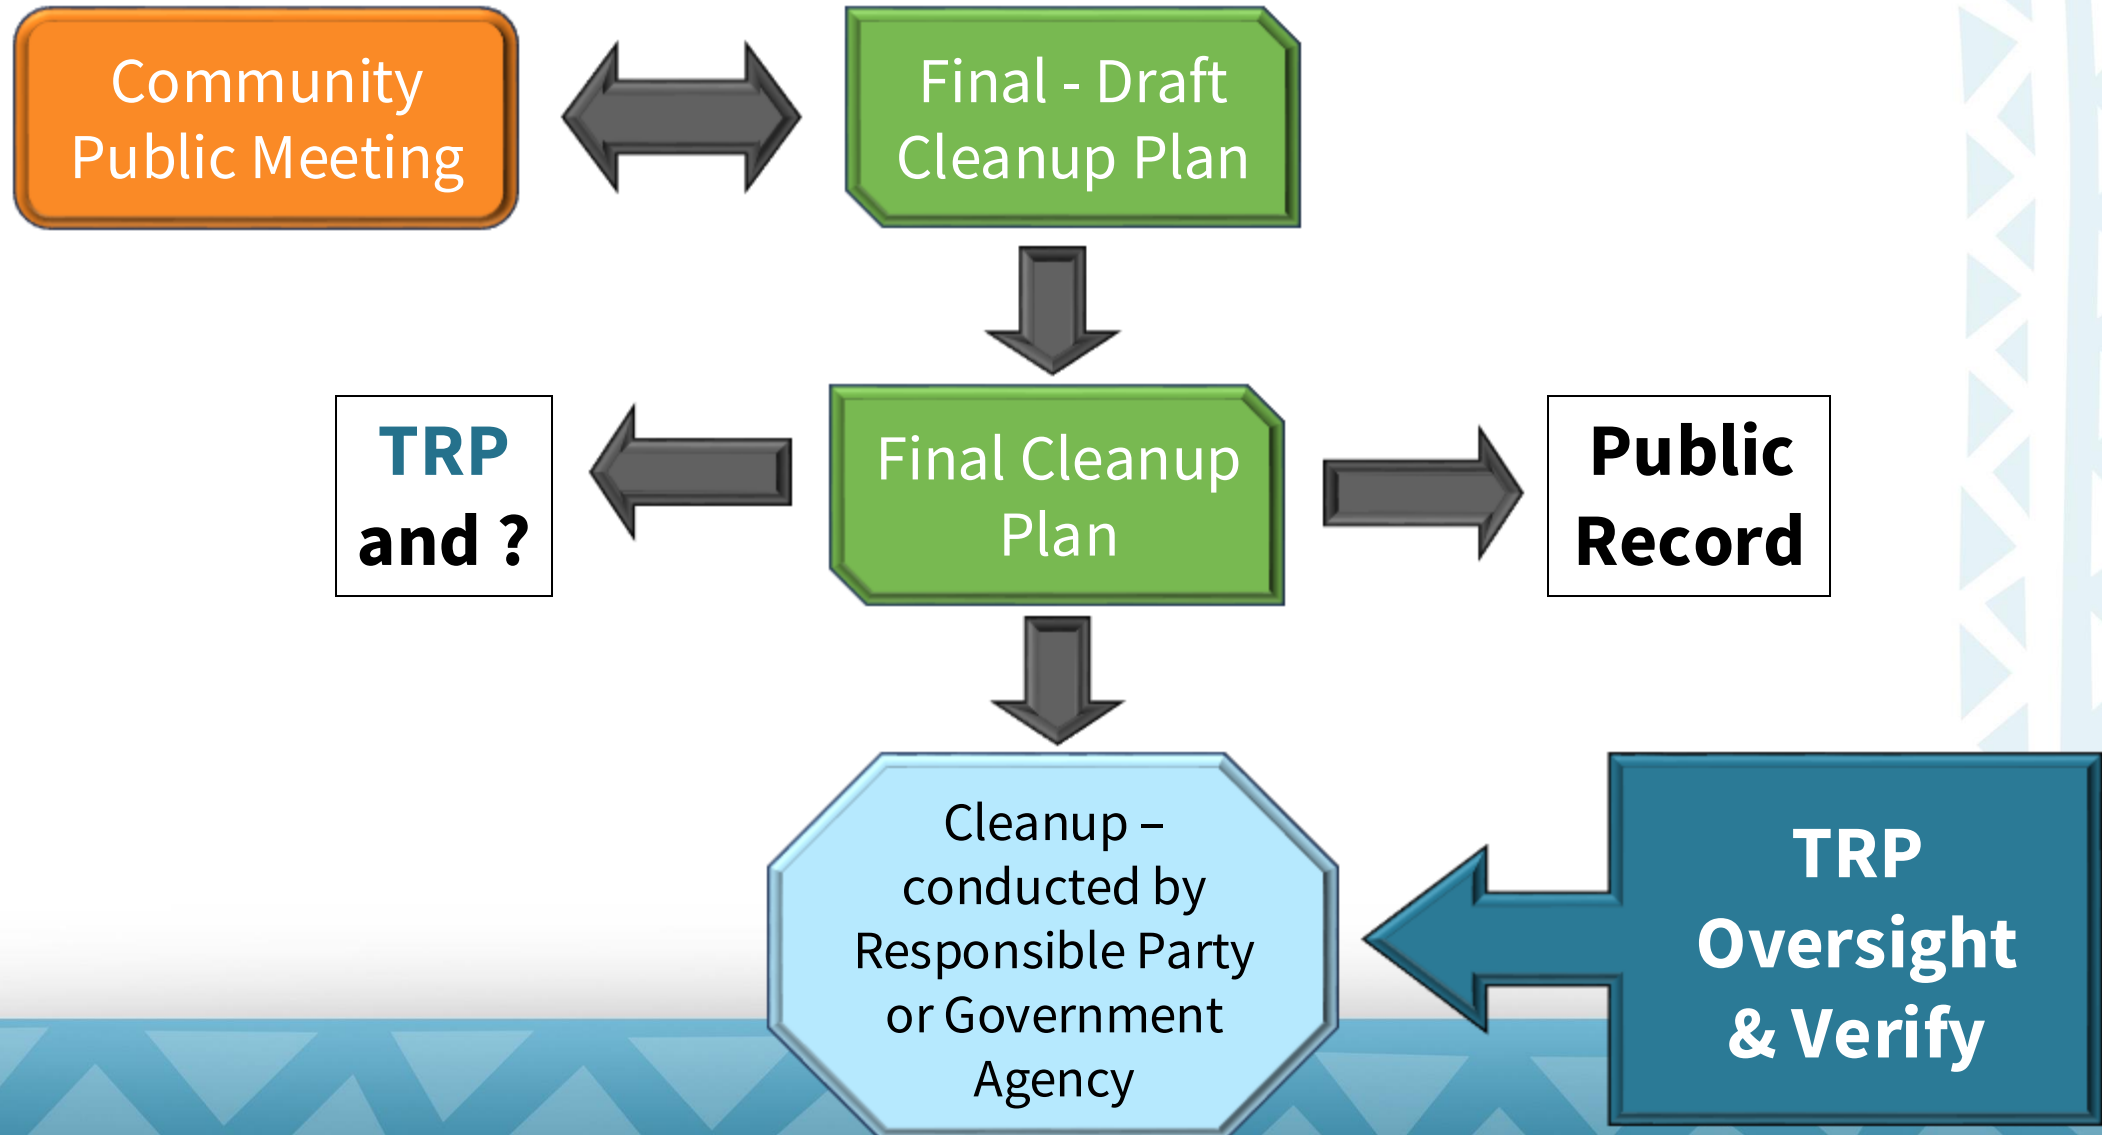 Community
Public Meeting
Final - Draft
Cleanup Plan
TRP
and ?
Final Cleanup
Plan
Public
Record
Cleanup –
conducted by
Responsible Party
or Government
Agency
TRP
Oversight
& Verify